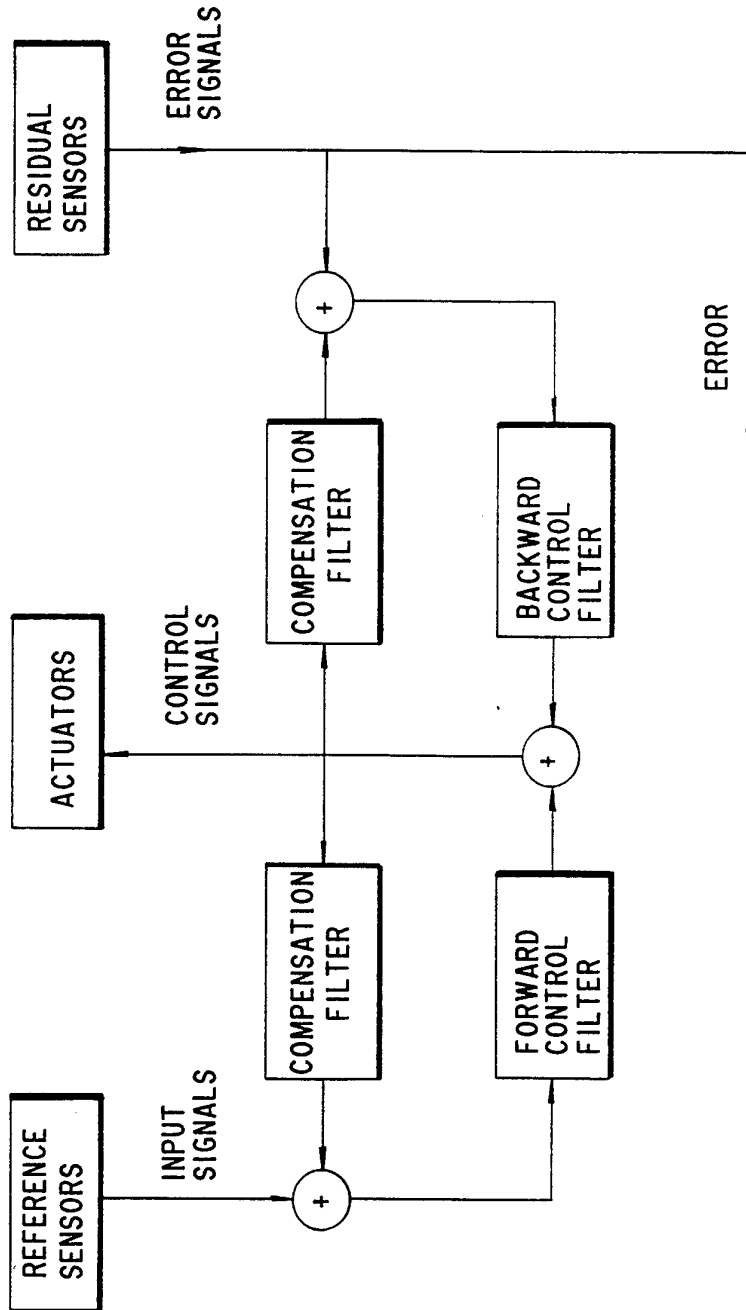 REFERENCE
SENSORS
ACTUATORS
RESIDUAL
SENSORS
INPUT
SIGNALS
CONTROL
SIGNALS
ERROR
SIGNALS
+
COMPENSATION
FILTER
COMPENSATION
FILTER
+
FORWARD
CONTROL
FILTER
+
BACKWARD
CONTROL
FILTER
ERROR